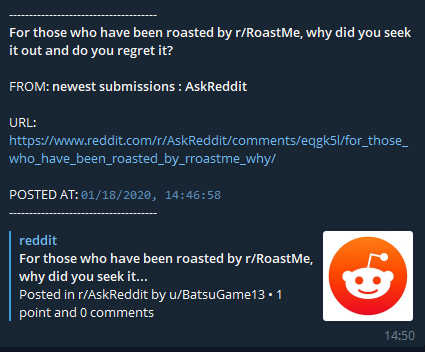 -------------------------------------
For those who have been roasted by r/RoastMe, why did you seek
it out and do you regret it?
FROM: newest submissions : AskReddit
URL:
https://www.reddit.com/r/AskReddit/comments/eqgk5l/for_those_
who_have_been_roasted_by_rroastme_why/
POSTED AT: 01/18/2020, 14:46:58
-------------------------------------
reddit
For those who have been roasted by r/RoastMe,
why did you seek it...
Posted in r/AskReddit by u/BatsuGame13 • 1
point and 0 comments
14:50